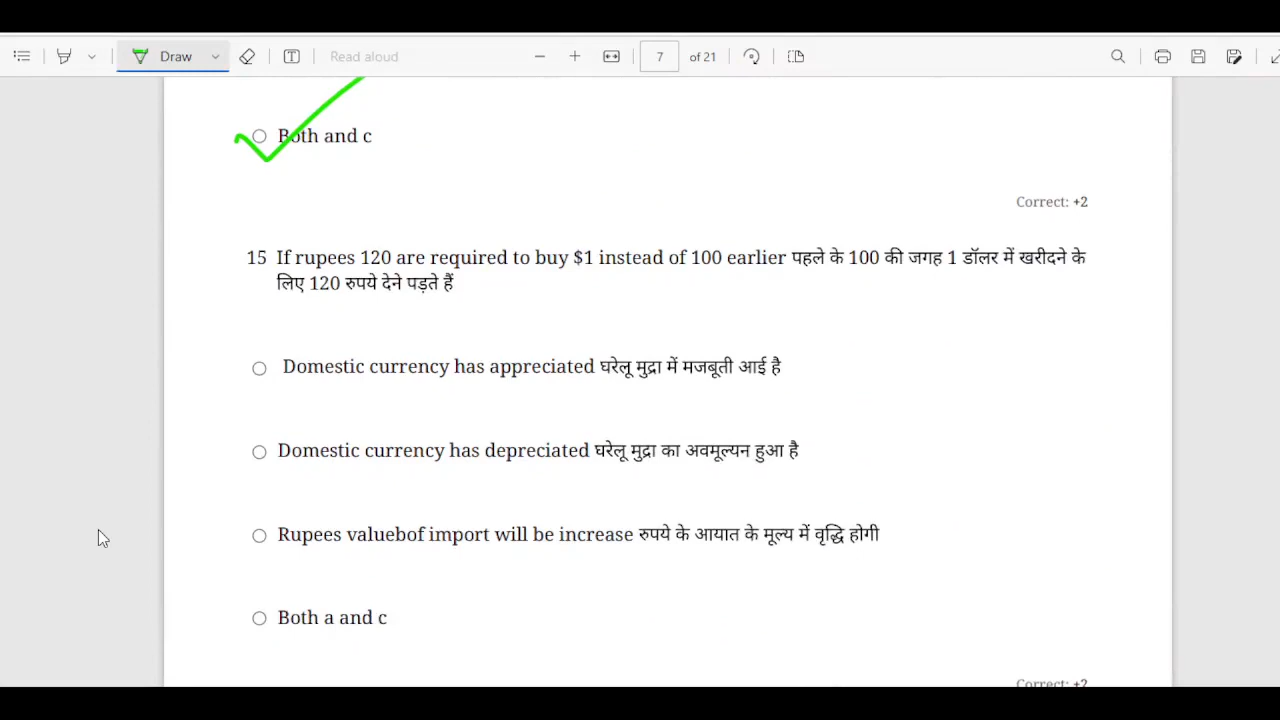 Draw
Read aloud
7
of 21
Both and c
Correct: +2
15 If rupees 120 are required to buy $1 instead of 100 earlier पहले के 100 की जगह 1 डॉलर में खरीदने के
लिए 120 रुपये देने पड़ते हैं
Domestic currency has appreciated घरेलू मुद्रा में मजबूती आई है
Domestic currency has depreciated घरेलू मुद्रा का अवमूल्यन हुआ है
Rupees valuebof import will be increase रुपये के आयात के मूल्य में वृद्धि होगी
Both a and c
Correct: +2